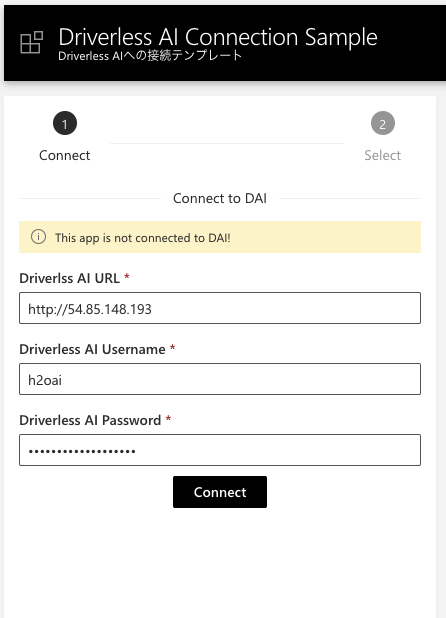 Driverless AI Connection Sample
Driverless AIへの接続テンプレート
1
2
Connect
Select
Connect to DAI
This app is not connected to DAI!
Driverlss AI URL *
http://54.85.148.193
Driverless AI Username *
h2oai
Driverless AI Password *
•••••••••••••••••••
Connect